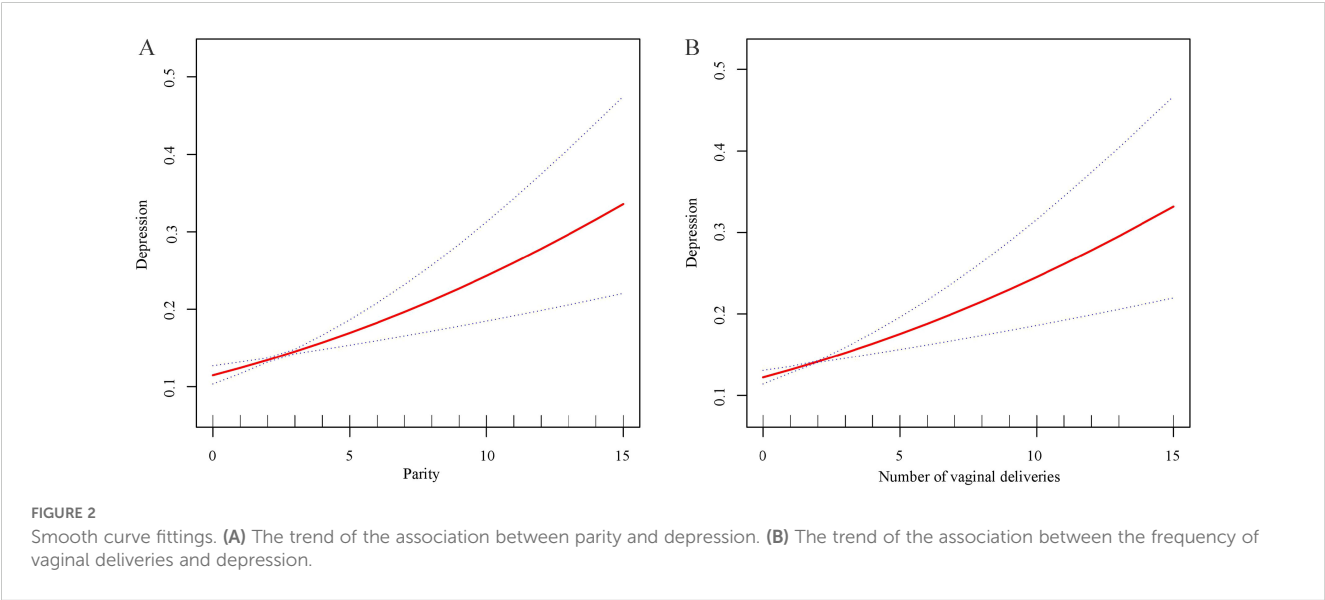 A
0.5
0.4
0.3
0.2
0.1
Depression
0 5 10 15
Parity
B
0.5
0.4
0.3
0.2
0.1
Depression
0 5 10 15
Number of vaginal deliveries
FIGURE 2
Smooth curve fittings. (A) The trend of the association between parity and depression. (B) The trend of the association between the frequency of
vaginal deliveries and depression.